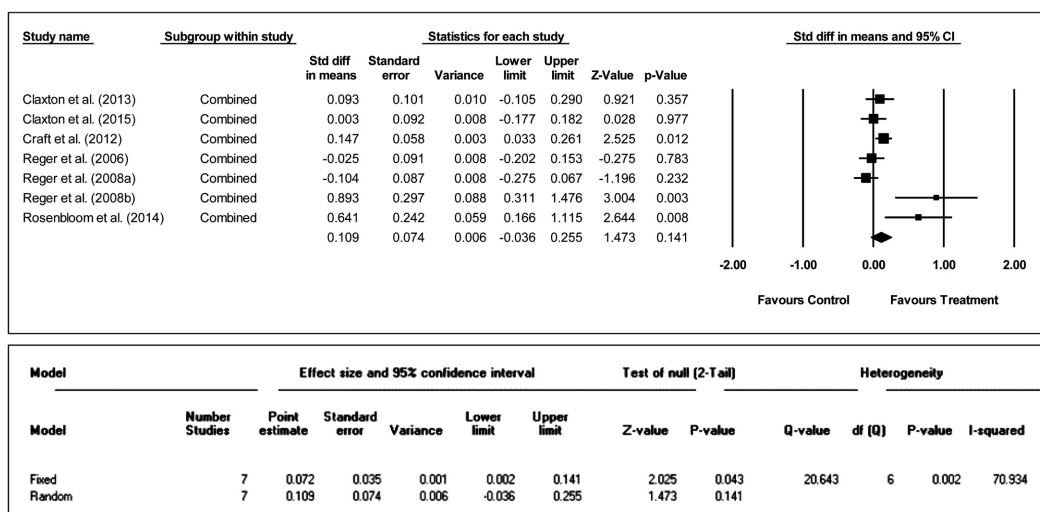 Study name Subgroup within study Statistics for each study Std diff in means and 95% CI
Std diff Standard Lower Upper
in means error Variance limit limit Z-Value p-Value
Claxton et al. (2013) Combined 0.093 0.101 0.010 -0.105 0.290 0.921 0.357
Claxton et al. (2015) Combined 0.003 0.092 0.008 -0.177 0.182 0.028 0.977
Craft et al. (2012) Combined 0.147 0.058 0.003 0.033 0.261 2.525 0.012
Reger et al. (2006) Combined -0.025 0.091 0.008 -0.202 0.153 -0.275 0.783
Reger et al. (2008a) Combined -0.104 0.087 0.008 -0.275 0.067 -1.196 0.232
Reger et al. (2008b) Combined 0.893 0.297 0.088 0.311 1.476 3.004 0.003
Rosenbloom et al. (2014) Combined 0.641 0.242 0.059 0.166 1.115 2.644 0.008
0.109 0.074 0.006 -0.036 0.255 1.473 0.141
-2.00 -1.00 0.00 1.00 2.00
Favours Control Favours Treatment
Model Effect size and 95% confidence interval Test of null (2-Tail) Heterogeneity
Number Point Standard Lower Upper
Model Studies estimate error Variance limit limit Z-value P-value Q-value df (Q) P-value I-squared
Fixed 7 0.072 0.035 0.001 0.002 0.141 2.025 0.043 20.643 6 0.002 70.934
Random 7 0.109 0.074 0.006 -0.036 0.255 1.473 0.141